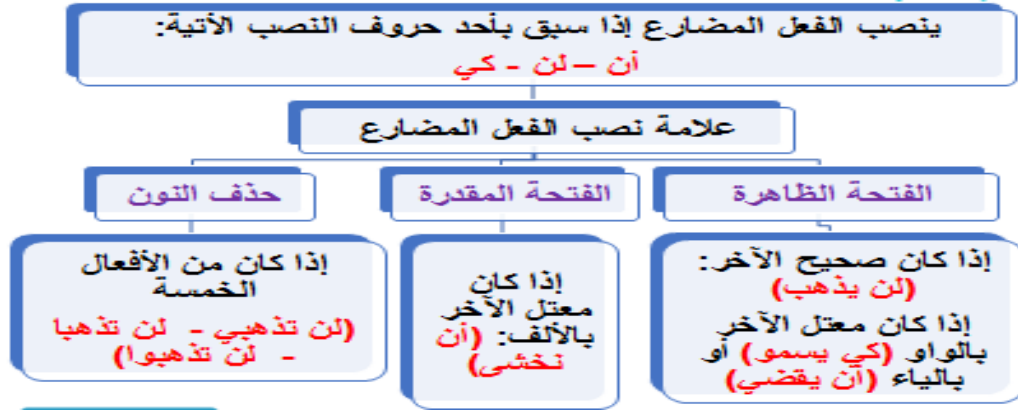 ينصب الفعل المضارع إذا سبق بأحد حروف النصب الآتية:
أن – لن - كي
علامة نصب الفعل المضارع
الفتحة الظاهرة
الفتحة المقدرة
حذف النون
إذا كان صحيح الآخر:
(لن يذهب)
إذا كان معتل الآخر
بالواو (كي يسمو) أو
بالياء (أن يقضي)
إذا كان
معتل الآخر
بالألف: (أن
نخشى)
إذا كان من الأفعال
الخمسة
(لن تذهبي - لن تذهبا
- لن تذهبوا)